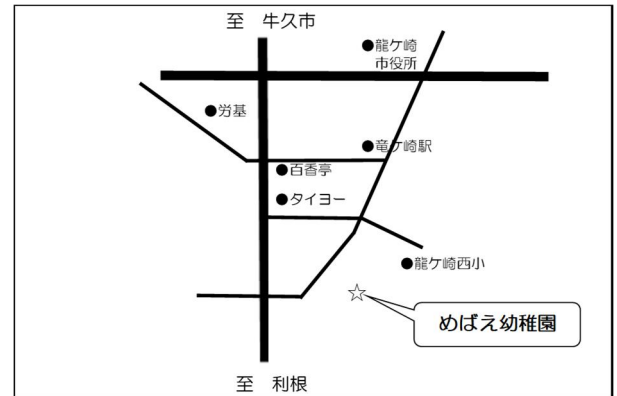 至　牛久市
●龍ケ崎
市役所
●労基
●竜ケ崎駅
●百香亭
●タイヨー
●龍ケ崎西小
☆
めばえ幼稚園
至　利根